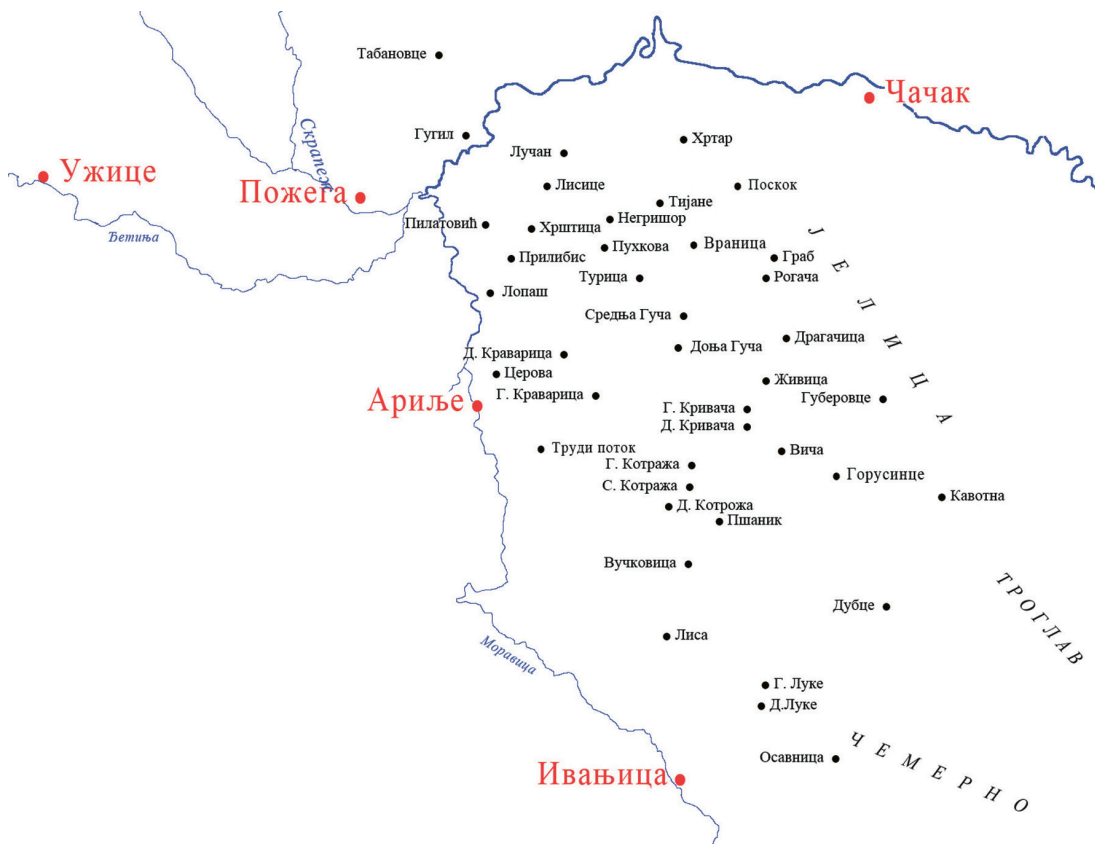 Табановце
Чачак
Скрапеж
Гугил
Хртар
Лучан
Ужице
Пожега
Лисице
Поскок
Тијане
Негришор
Пилатовић
Хрштица
Ђетиња
Пухкова
Враница
ЈЕЛИЦА
Прилибис
Граб
Турица
Рогача
Лопаш
Средња Гуча
Драгачица
Доња Гуча
Д. Краварица
Церова
Живица
Г. Краварица
Губеровце
Ариље
Г. Кривача
Д. Кривача
Труди поток
Вича
Г. Котража
Горусинце
С. Котража
Кавотна
Д. Котрожа
Пшаник
Вучковица
Дубце
ТРОГЛАВ
Лиса
Моравица
Г. Луке
Д.Луке
ЧЕМЕРНО
Осавница
Ивањица